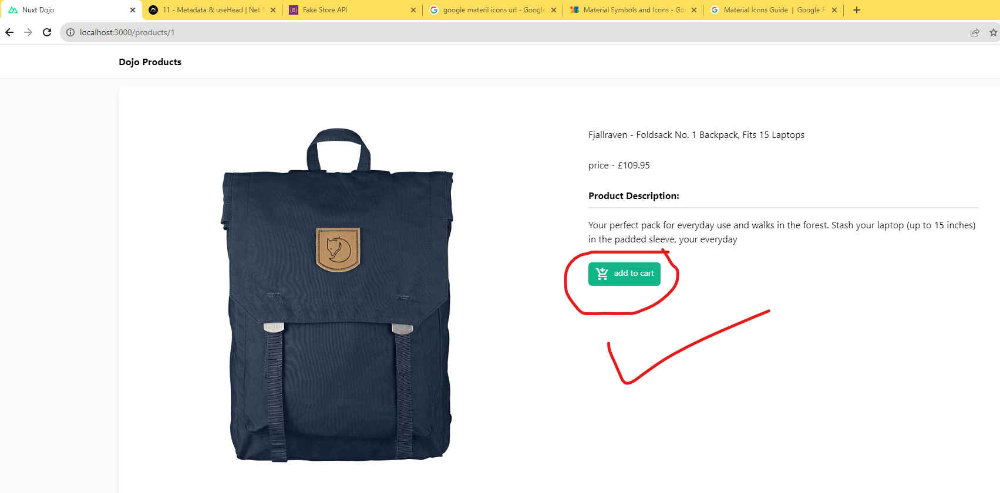 Nuxt Dojo
11 - Metadata & useHead | Net N
Fake Store API
google materil icons url - Google
Material Symbols and Icons - Go
Material Icons Guide | Google F
localhost:3000/products/1
Dojo Products
Fjallraven - Foldsack No. 1 Backpack, Fits 15 Laptops
price - £109.95
Product Description:
Your perfect pack for everyday use and walks in the forest. Stash your laptop (up to 15 inches)
in the padded sleeve, your everyday
add to cart